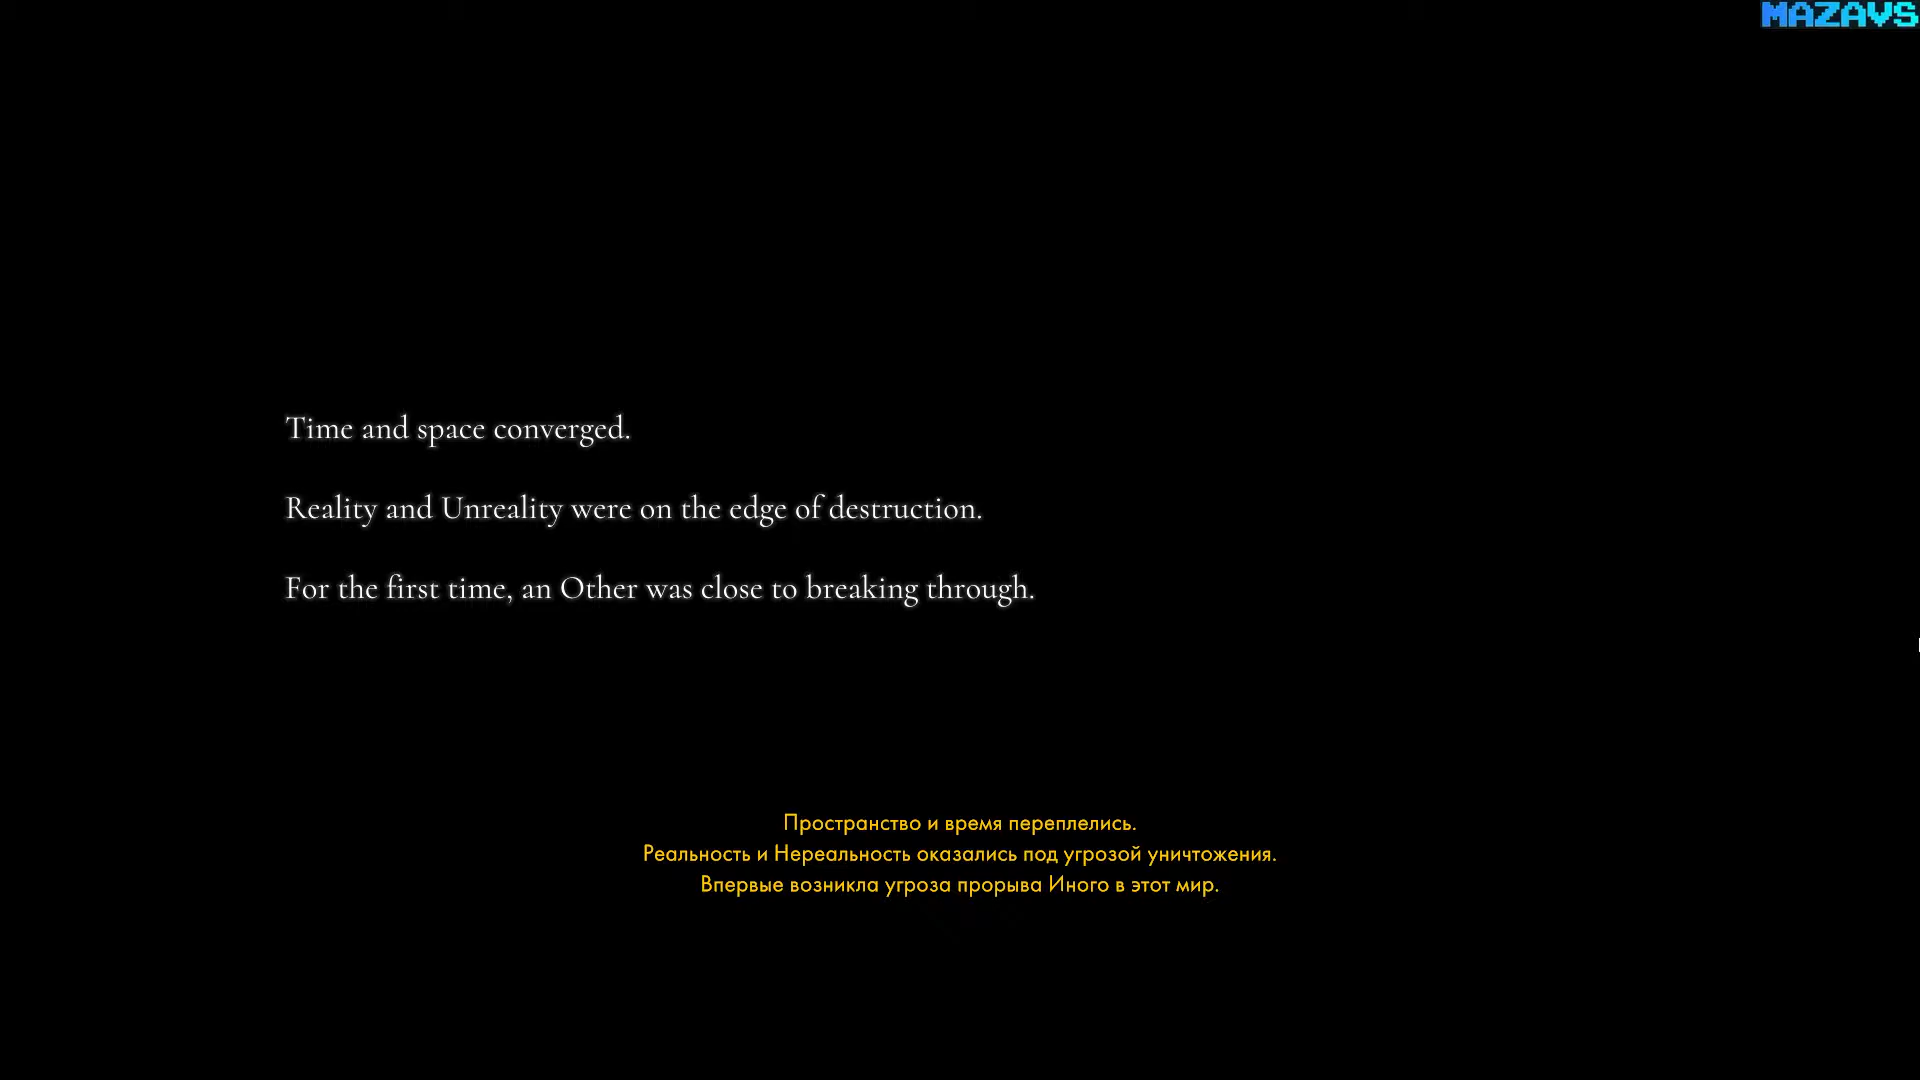 MAZAVS
Time and space converged.
Reality and Unreality were on the edge of destruction.
For the first time, an Other was close to breaking through.
Пространство и время переплелись.
Реальность и Нереальность оказались под угрозой уничтожения.
Впервые возникла угроза прорыва Иного в этот мир.